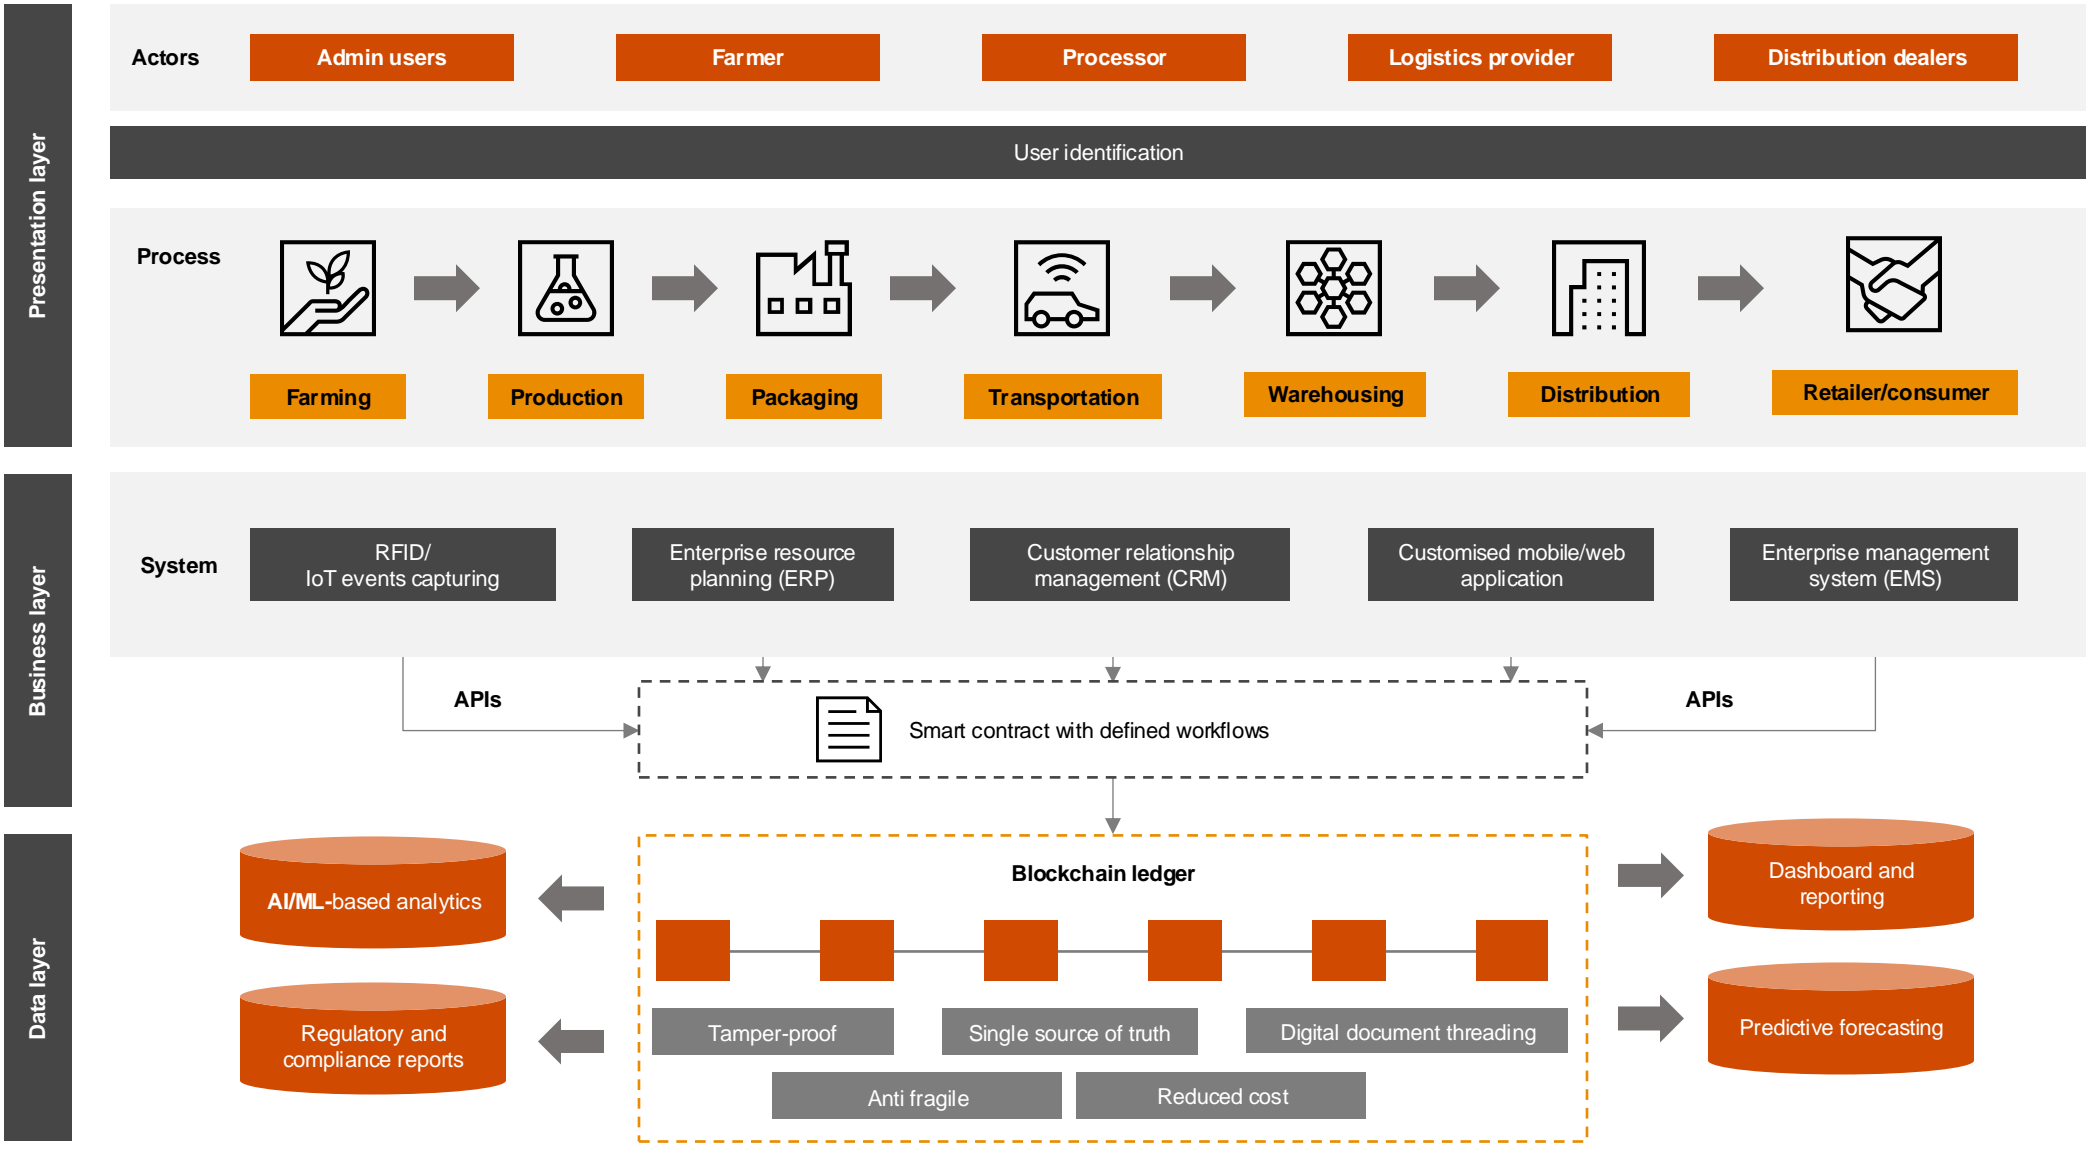 Presentation layer
Actors
Admin users
Farmer
Processor
Logistics provider
Distribution dealers
User identification
Process
Farming
Production
Packaging
Transportation
Warehousing
Distribution
Retailer/consumer
Business layer
System
RFID/
IoT events capturing
Enterprise resource
planning (ERP)
Customer relationship
management (CRM)
Customised mobile/web
application
Enterprise management
system (EMS)
APIs
Smart contract with defined workflows
APIs
Data layer
AI/ML-based analytics
Regulatory and
compliance reports
Blockchain ledger
Tamper-proof
Single source of truth
Digital document threading
Anti fragile
Reduced cost
Dashboard and
reporting
Predictive forecasting